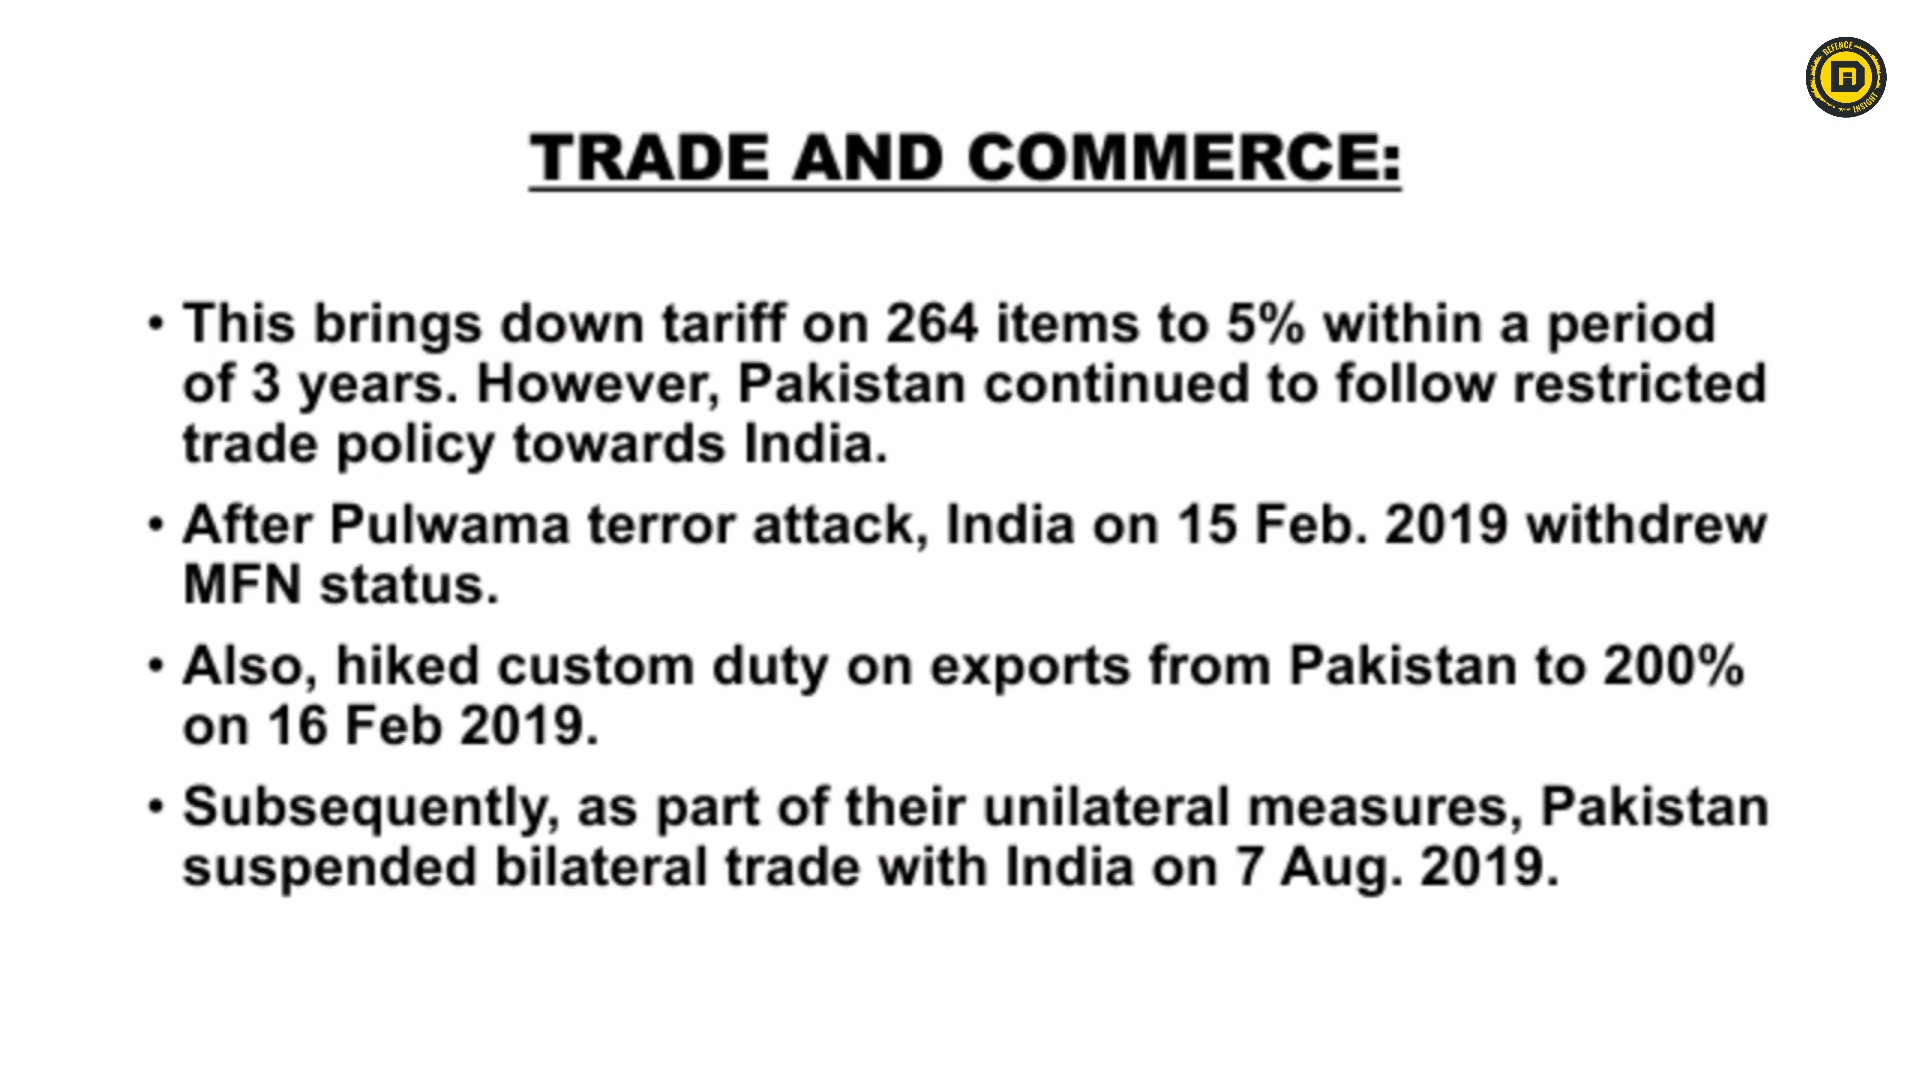 DEFENCE
INSIGHT
TRADE AND COMMERCE:
• This brings down tariff on 264 items to 5% within a period
of 3 years. However, Pakistan continued to follow restricted
trade policy towards India.
• After Pulwama terror attack, India on 15 Feb. 2019 withdrew
MFN status.
• Also, hiked custom duty on exports from Pakistan to 200%
on 16 Feb 2019.
• Subsequently, as part of their unilateral measures, Pakistan
suspended bilateral trade with India on 7 Aug. 2019.